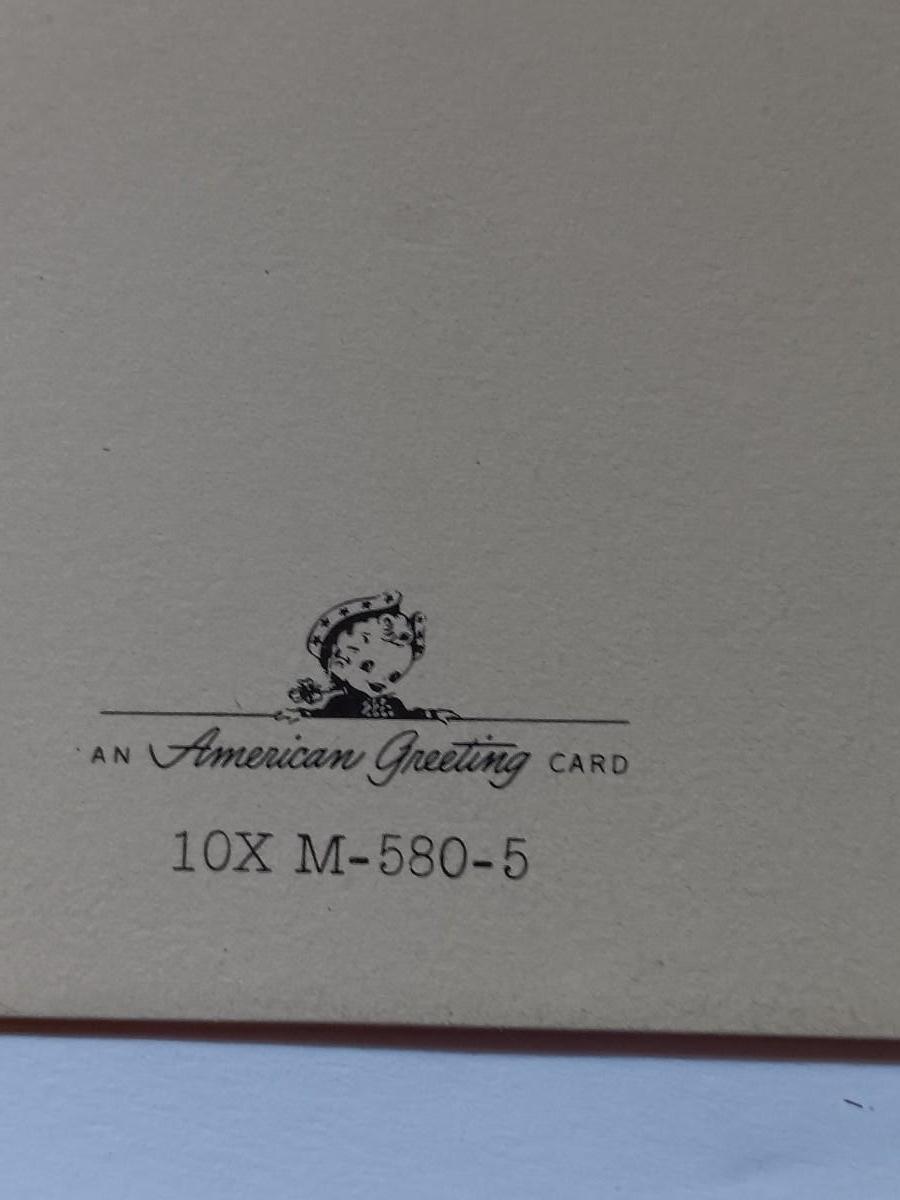 AN American Greeting CARD
10X M-580-5